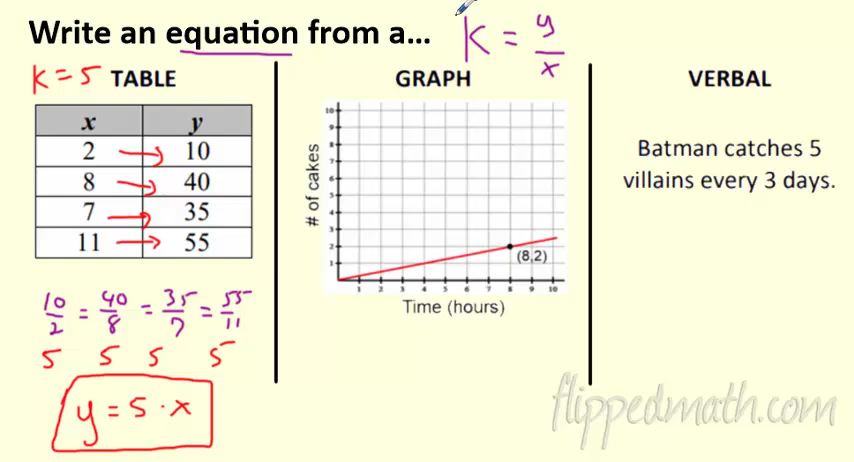 Write an equation from a...
K = y/x
K = 5 TABLE
x y
2 10
8 40
7 35
11 55
10/2 = 40/8 = 35/7 = 55/11
5 5 5 5
y = 5 · x
GRAPH
# of cakes
10
9
8
7
6
5
4
3
2
1
(8,2)
1 2 3 4 5 6 7 8 9 10
Time (hours)
VERBAL
Batman catches 5
villains every 3 days.
flippedmath.com